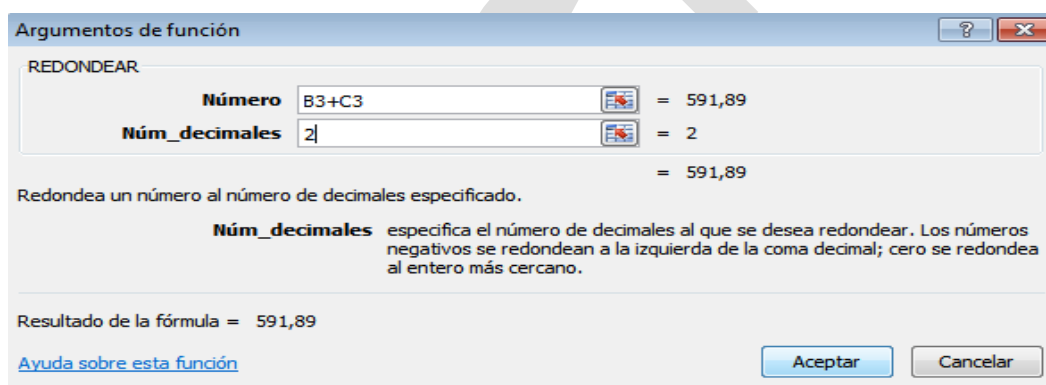 Argumentos de función
REDONDEAR
Número B3+C3 = 591,89
Núm_decimales 2 = 2
= 591,89
Redondea un número al número de decimales especificado.
Núm_decimales especifica el número de decimales al que se desea redondear. Los números
negativos se redondean a la izquierda de la coma decimal; cero se redondea
al entero más cercano.
Resultado de la fórmula = 591,89
Ayuda sobre esta función Aceptar Cancelar